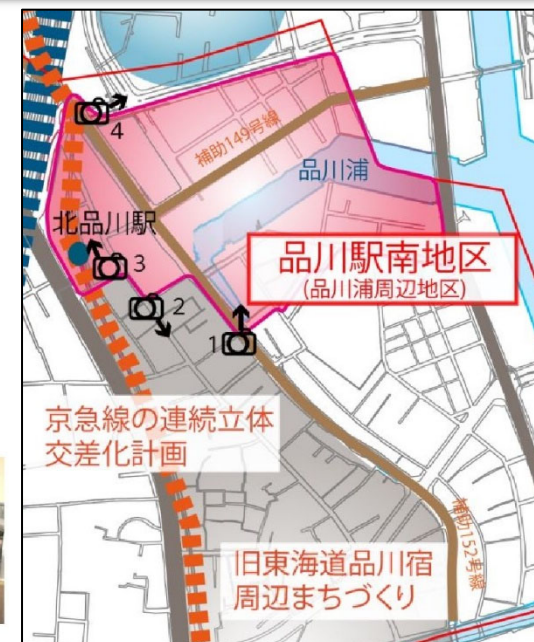 4
補助149号線
品川浦
北品川駅
3
品川駅南地区
(品川浦周辺地区)
2
1
京急線の連続立体
交差化計画
補助152号線
旧東海道品川宿
周辺まちづくり